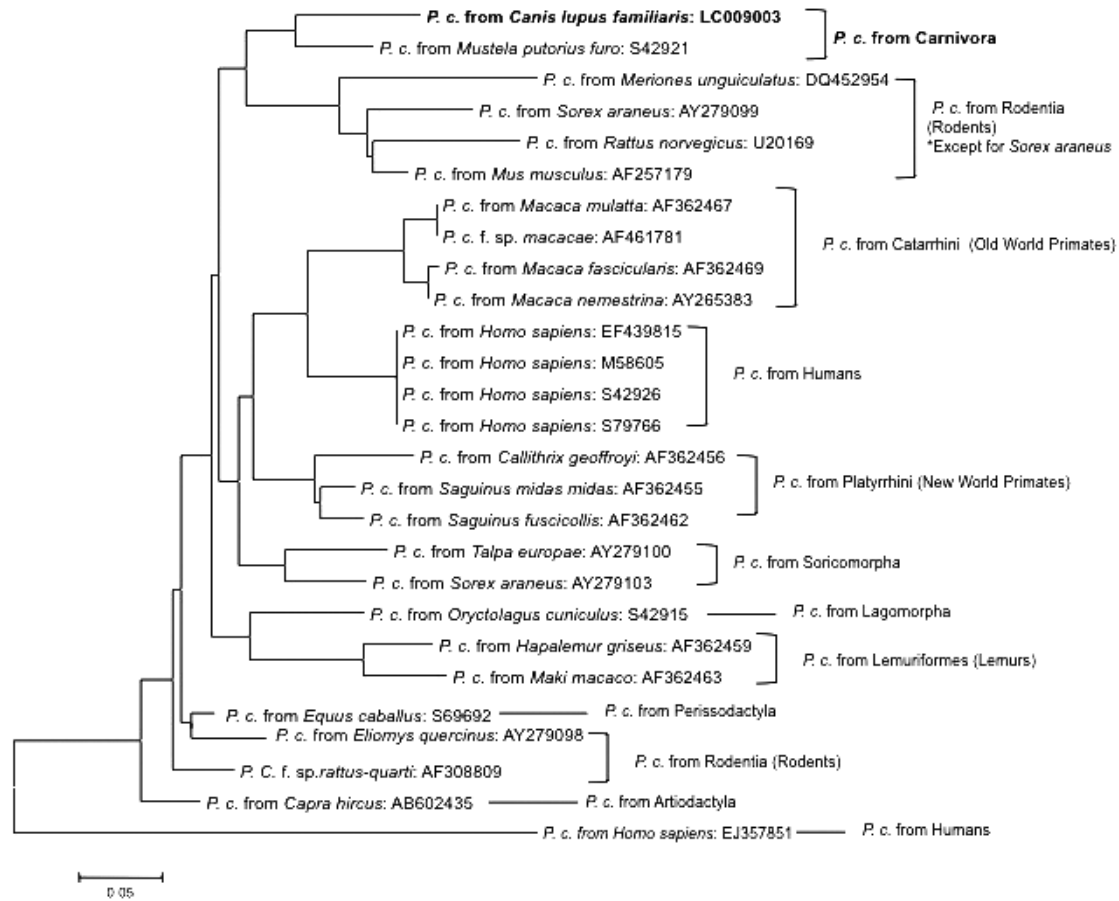 P. c. from Canis lupus familiaris: LC009003
P. c. from Carnivora
P. c. from Mustela putorius furo: S42921
P. c. from Meriones unguiculatus: DQ452954
P. c. from Sorex araneus: AY279099
P. c. from Rodentia
(Rodents)
*Except for Sorex araneus
P. c. from Rattus norvegicus: U20169
P. c. from Mus musculus: AF257179
P. c. from Macaca mulatta: AF362467
P. c. f. sp. macacae: AF461781
P. c. from Catarrhini (Old World Primates)
P. c. from Macaca fascicularis: AF362469
P. c. from Macaca nemestrina: AY265383
P. c. from Homo sapiens: EF439815
P. c. from Homo sapiens: M58605
P. c. from Humans
P. c. from Homo sapiens: S42926
P. c. from Homo sapiens: S79766
P. c. from Callithrix geoffroyi: AF362456
P. c. from Platyrrhini (New World Primates)
P. c. from Saguinus midas midas: AF362455
P. c. from Saguinus fuscicollis: AF362462
P. c. from Talpa europae: AY279100
P. c. from Soricomorpha
P. c. from Sorex araneus: AY279103
P. c. from Oryctolagus cuniculus: S42915
P. c. from Lagomorpha
P. c. from Hapalemur griseus: AF362459
P. c. from Lemuriformes (Lemurs)
P. c. from Maki macaco: AF362463
P. c. from Equus caballus: S69692
P. c. from Perissodactyla
P. c. from Eliomys quercinus: AY279098
P. c. from Rodentia (Rodents)
P. C. f. sp.rattus-quarti: AF308809
P. c. from Capra hircus: AB602435
P. c. from Artiodactyla
P. c. from Homo sapiens: EJ357851
P. c. from Humans
0.05